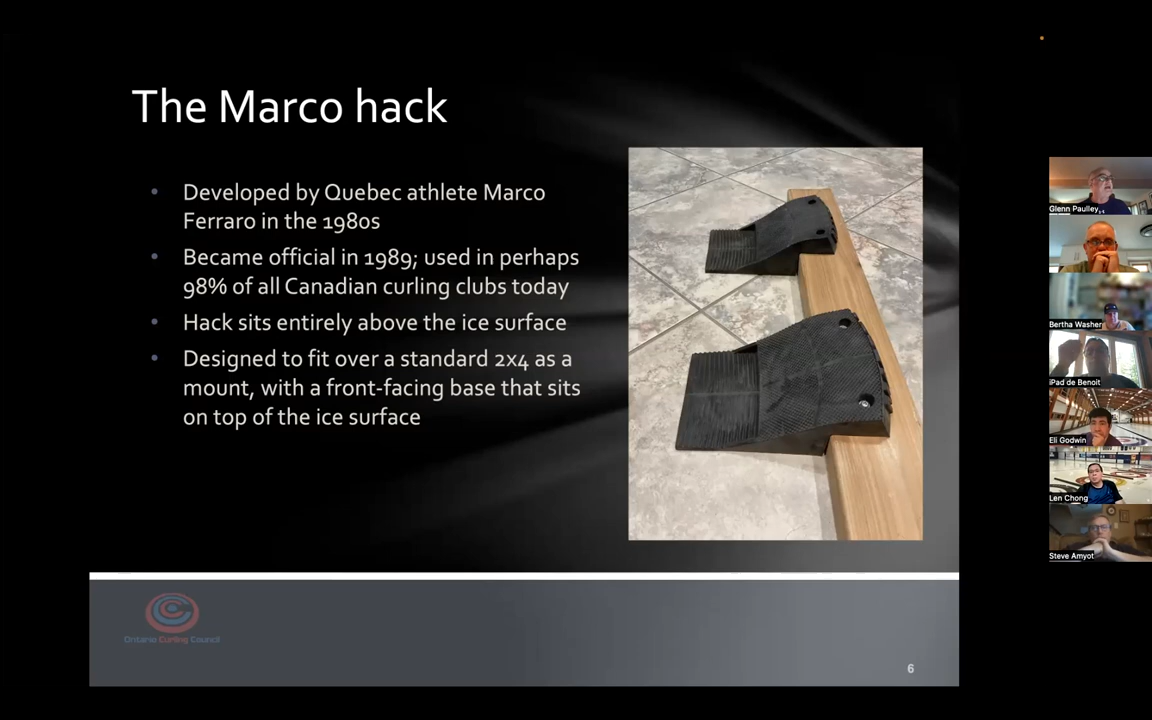 The Marco hack
Developed by Quebec athlete Marco
Ferraro in the 1980s
Became official in 1989; used in perhaps
98% of all Canadian curling clubs today
Hack sits entirely above the ice surface
Designed to fit over a standard 2x4 as a
mount, with a front-facing base that sits
on top of the ice surface
Ontario Curling Council
6
Glenn Paulley
Bertha Washer
iPad de Benoit
Eli Godwin
Len Chong
Steve Amyot